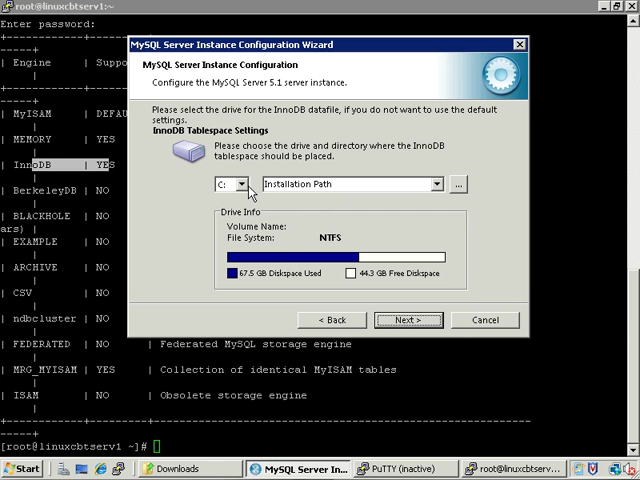 root@linuxcbtserv1:~
Enter password:
| Engine | Suppo
| MyISAM | DEFAU
| MEMORY | YES
| InnoDB | YES
| BerkeleyDB | NO
| BLACKHOLE | NO
ars) |
| EXAMPLE | NO
| ARCHIVE | NO
| CSV | NO
| ndbcluster | NO
| FEDERATED | NO | Federated MySQL storage engine
| MRG_MYISAM | YES | Collection of identical MyISAM tables
| ISAM | NO | Obsolete storage engine
[root@linuxcbtserv1 ~]#
MySQL Server Instance Configuration Wizard
MySQL Server Instance Configuration
Configure the MySQL Server 5.1 server instance.
Please select the drive for the InnoDB datafile, if you do not want to use the default
settings.
InnoDB Tablespace Settings
Please choose the drive and directory where the InnoDB
tablespace should be placed.
C: Installation Path ...
Drive Info
Volume Name:
File System: NTFS
67.5 GB Diskspace Used 44.3 GB Free Diskspace
< Back Next > Cancel
Start Downloads MySQL Server In... PuTTY (inactive) root@linuxcbtserv1:...